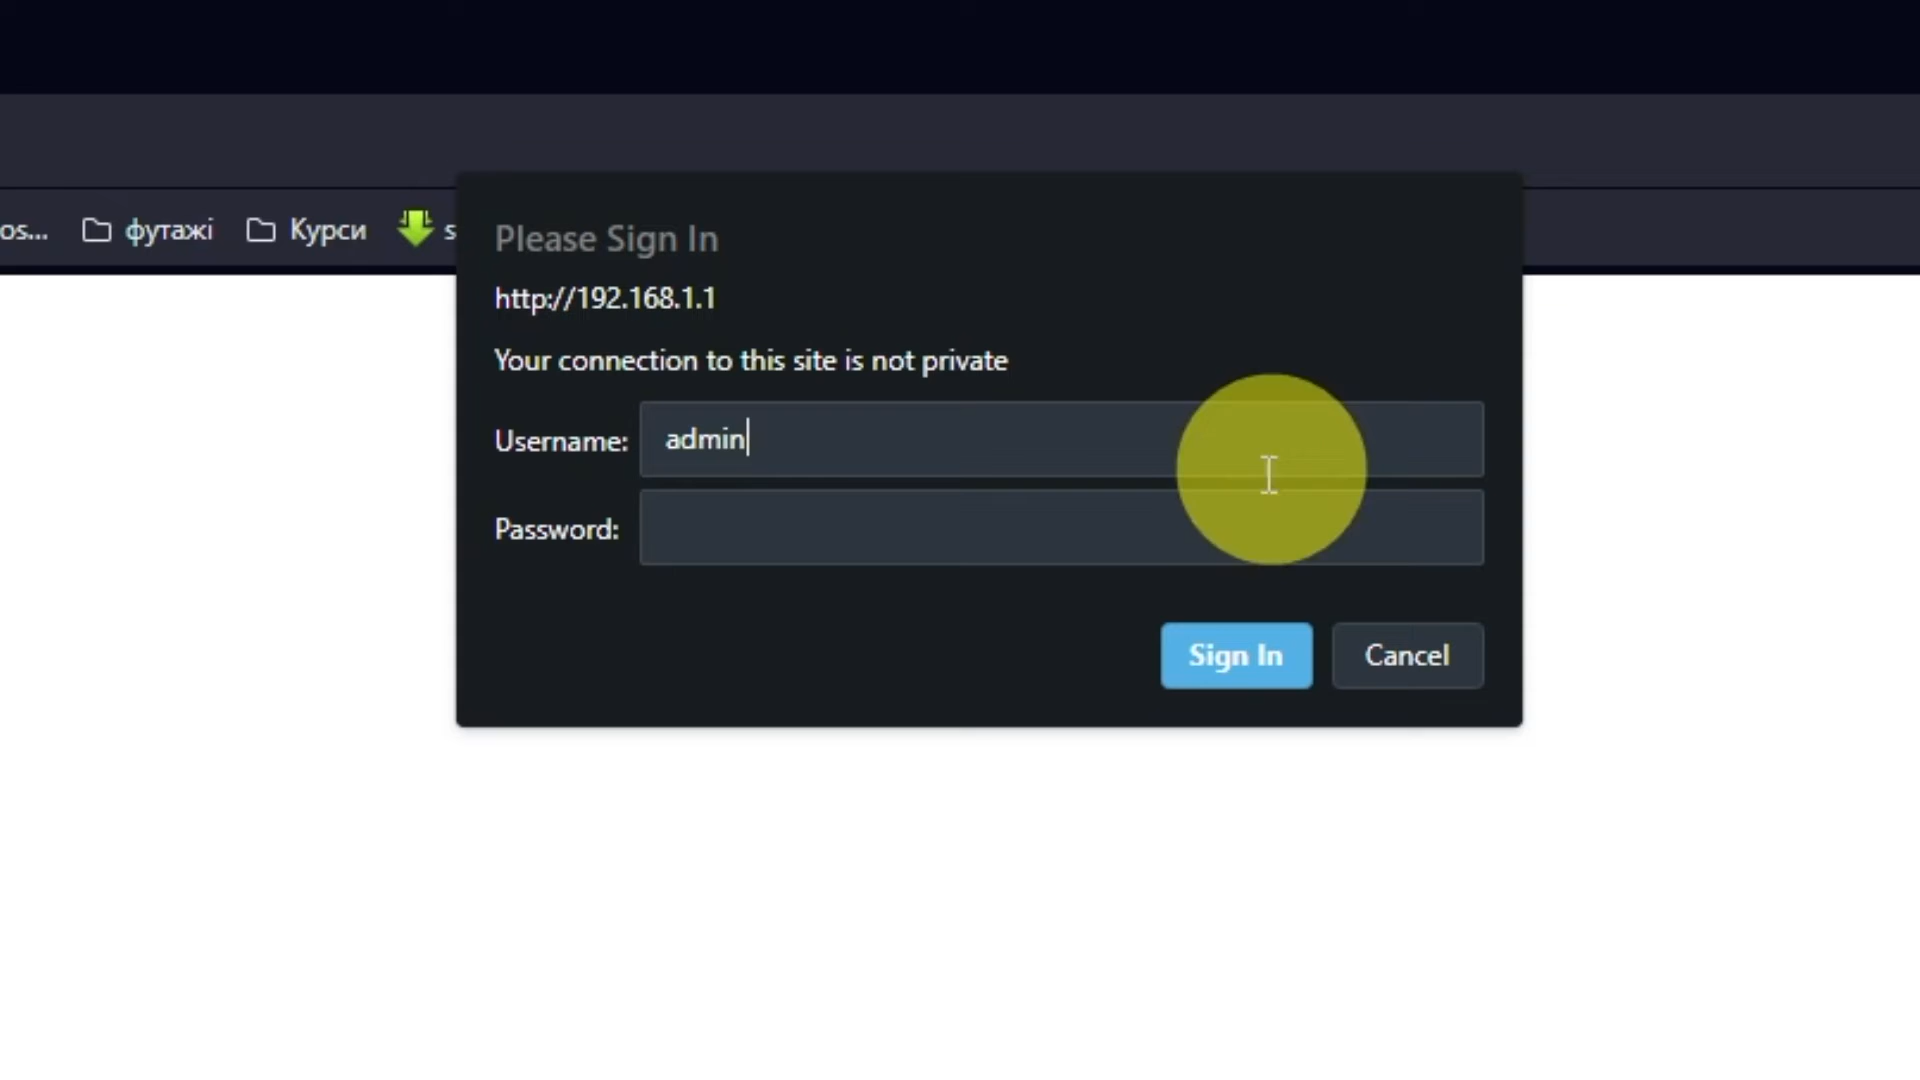 os... футажі Курси s
Please Sign In
http://192.168.1.1
Your connection to this site is not private
Username: admin
Password:
Sign In Cancel